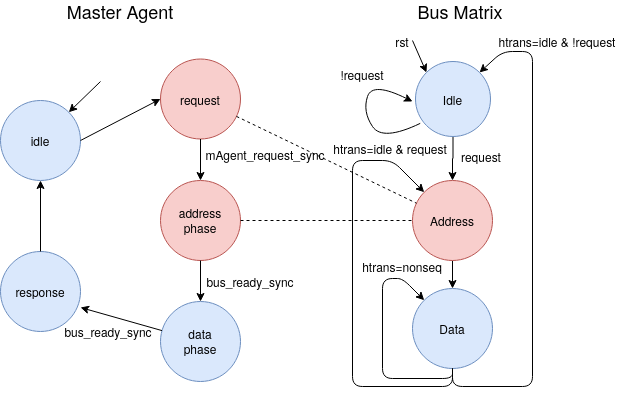 Master Agent
Bus Matrix
rst
htrans=idle & !request
!request
request
Idle
idle
mAgent_request_sync
htrans=idle & request
request
address
phase
Address
htrans=nonseq
bus_ready_sync
response
bus_ready_sync
data
phase
Data